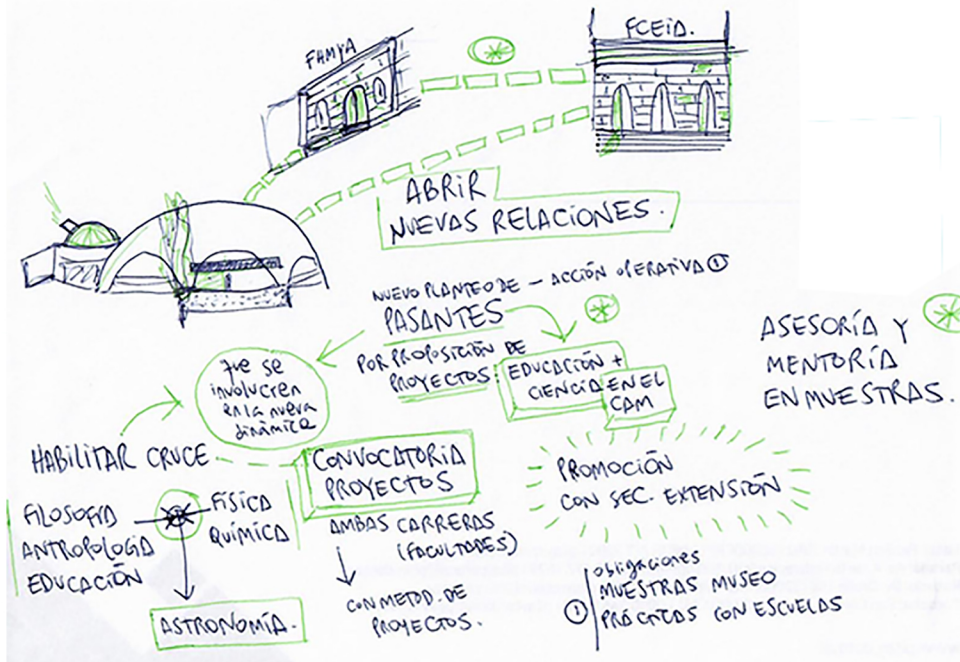 FHMYA
FCEIA.
ABRIR
NUEVAS RELACIONES.
NUEVO PLANTEO DE — ACCIÓN OPERATIVA ①
PASANTES
POR PROPOSICIÓN DE
PROYECTOS:
EDUCACIÓN +
CIENCIA EN EL
CAM
ASESORÍA Y
MENTORÍA
EN MUESTRAS.
que se
involucren
en la nueva
dinámica
HABILITAR CRUCE
FILOSOFIA
ANTROPOLOGIA
EDUCACIÓN
FÍSICA
QUÍMICA
ASTRONOMÍA.
CONVOCATORIA
PROYECTOS
AMBAS CARRERAS
(FACULTADES)
CON METOD. DE
PROYECTOS.
PROMOCIÓN
CON SEC. EXTENSIÓN
① obligaciones
MUESTRAS MUSEO
PRÁCTICAS CON ESCUELAS